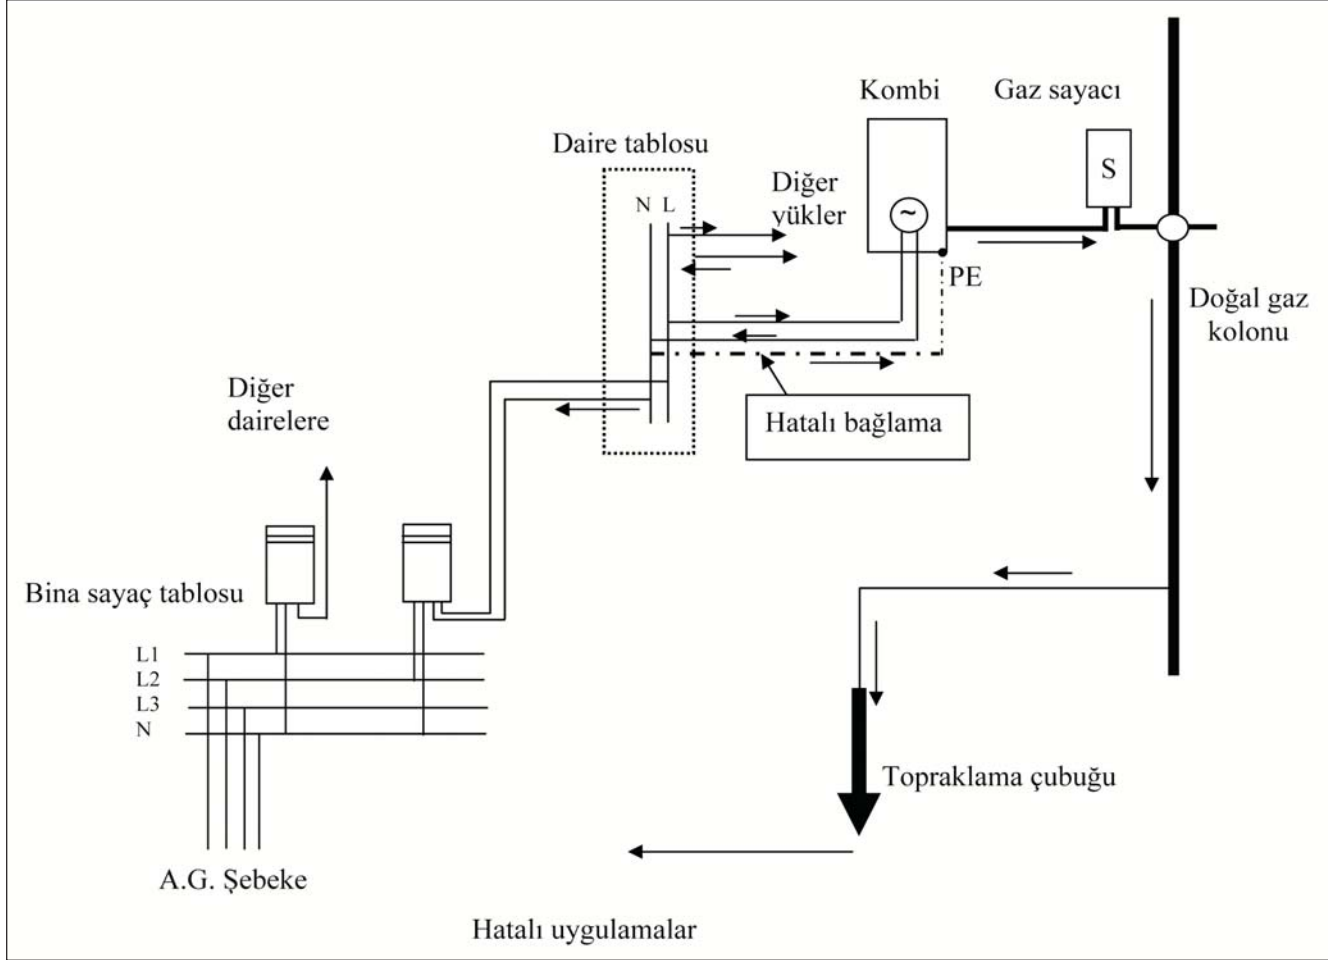 Kombi
Gaz sayacı
Daire tablosu
S
Diğer
yükler
N L
PE
Doğal gaz
kolonu
Diğer
dairelere
Hatalı bağlama
Bina sayaç tablosu
L1
L2
L3
N
Topraklama çubuğu
A.G. Şebeke
Hatalı uygulamalar